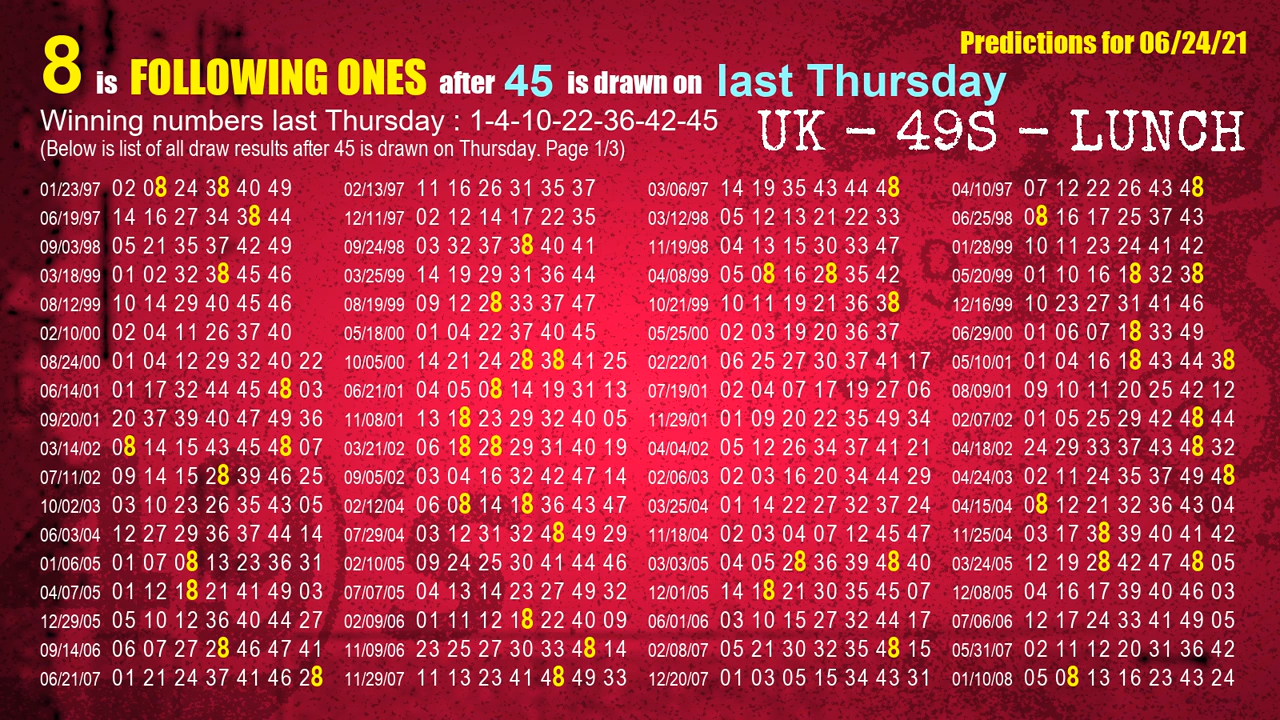 Predictions for 06/24/21
8 is FOLLOWING ONES after 45 is drawn on last Thursday
Winning numbers last Thursday : 1-4-10-22-36-42-45
UK - 49S - LUNCH
(Below is list of all draw results after 45 is drawn on Thursday. Page 1/3)
01/23/97 02 08 24 38 40 49 02/13/97 11 16 26 31 35 37 03/06/97 14 19 35 43 44 48 04/10/97 07 12 22 26 43 48
06/19/97 14 16 27 34 38 44 12/11/97 02 12 14 17 22 35 03/12/98 05 12 13 21 22 33 06/25/98 08 16 17 25 37 43
09/03/98 05 21 35 37 42 49 09/24/98 03 32 37 38 40 41 11/19/98 04 13 15 30 33 47 01/28/99 10 11 23 24 41 42
03/18/99 01 02 32 38 45 46 03/25/99 14 19 29 31 36 44 04/08/99 05 08 16 28 35 42 05/20/99 01 10 16 18 32 38
08/12/99 10 14 29 40 45 46 08/19/99 09 12 28 33 37 47 10/21/99 10 11 19 21 36 38 12/16/99 10 23 27 31 41 46
02/10/00 02 04 11 26 37 40 05/18/00 01 04 22 37 40 45 05/25/00 02 03 19 20 36 37 06/29/00 01 06 07 18 33 49
08/24/00 01 04 12 29 32 40 22 10/05/00 14 21 24 28 38 41 25 02/22/01 06 25 27 30 37 41 17 05/10/01 01 04 16 18 43 44 38
06/14/01 01 17 32 44 45 48 03 06/21/01 04 05 08 14 19 31 13 07/19/01 02 04 07 17 19 27 06 08/09/01 09 10 11 20 25 42 12
09/20/01 20 37 39 40 47 49 36 11/08/01 13 18 23 29 32 40 05 11/29/01 01 09 20 22 35 49 34 02/07/02 01 05 25 29 42 48 44
03/14/02 08 14 15 43 45 48 07 03/21/02 06 18 28 29 31 40 19 04/04/02 05 12 26 34 37 41 21 04/18/02 24 29 33 37 43 48 32
07/11/02 09 14 15 28 39 46 25 09/05/02 03 04 16 32 42 47 14 02/06/03 02 03 16 20 34 44 29 04/24/03 02 11 24 35 37 49 48
10/02/03 03 10 23 26 35 43 05 02/12/04 06 08 14 18 36 43 47 03/25/04 01 14 22 27 32 37 24 04/15/04 08 12 21 32 36 43 04
06/03/04 12 27 29 36 37 44 14 07/29/04 03 12 31 32 48 49 29 11/18/04 02 03 04 07 12 45 47 11/25/04 03 17 38 39 40 41 42
01/06/05 01 07 08 13 23 36 31 02/10/05 09 24 25 30 41 44 46 03/03/05 04 05 28 36 39 48 40 03/24/05 12 19 28 42 47 48 05
04/07/05 01 12 18 21 41 49 03 07/07/05 04 13 14 23 27 49 32 12/01/05 14 18 21 30 35 45 07 12/08/05 04 16 17 39 40 46 03
12/29/05 05 10 12 36 40 44 27 02/09/06 01 11 12 18 22 40 09 06/01/06 03 10 15 27 32 44 17 07/06/06 12 17 24 33 41 49 05
09/14/06 06 07 27 28 46 47 41 11/09/06 23 25 27 30 33 48 14 02/08/07 05 21 30 32 35 48 15 05/31/07 02 11 12 20 31 36 42
06/21/07 01 21 24 37 41 46 28 11/29/07 11 13 23 41 48 49 33 12/20/07 01 03 05 15 34 43 31 01/10/08 05 08 13 16 23 43 24